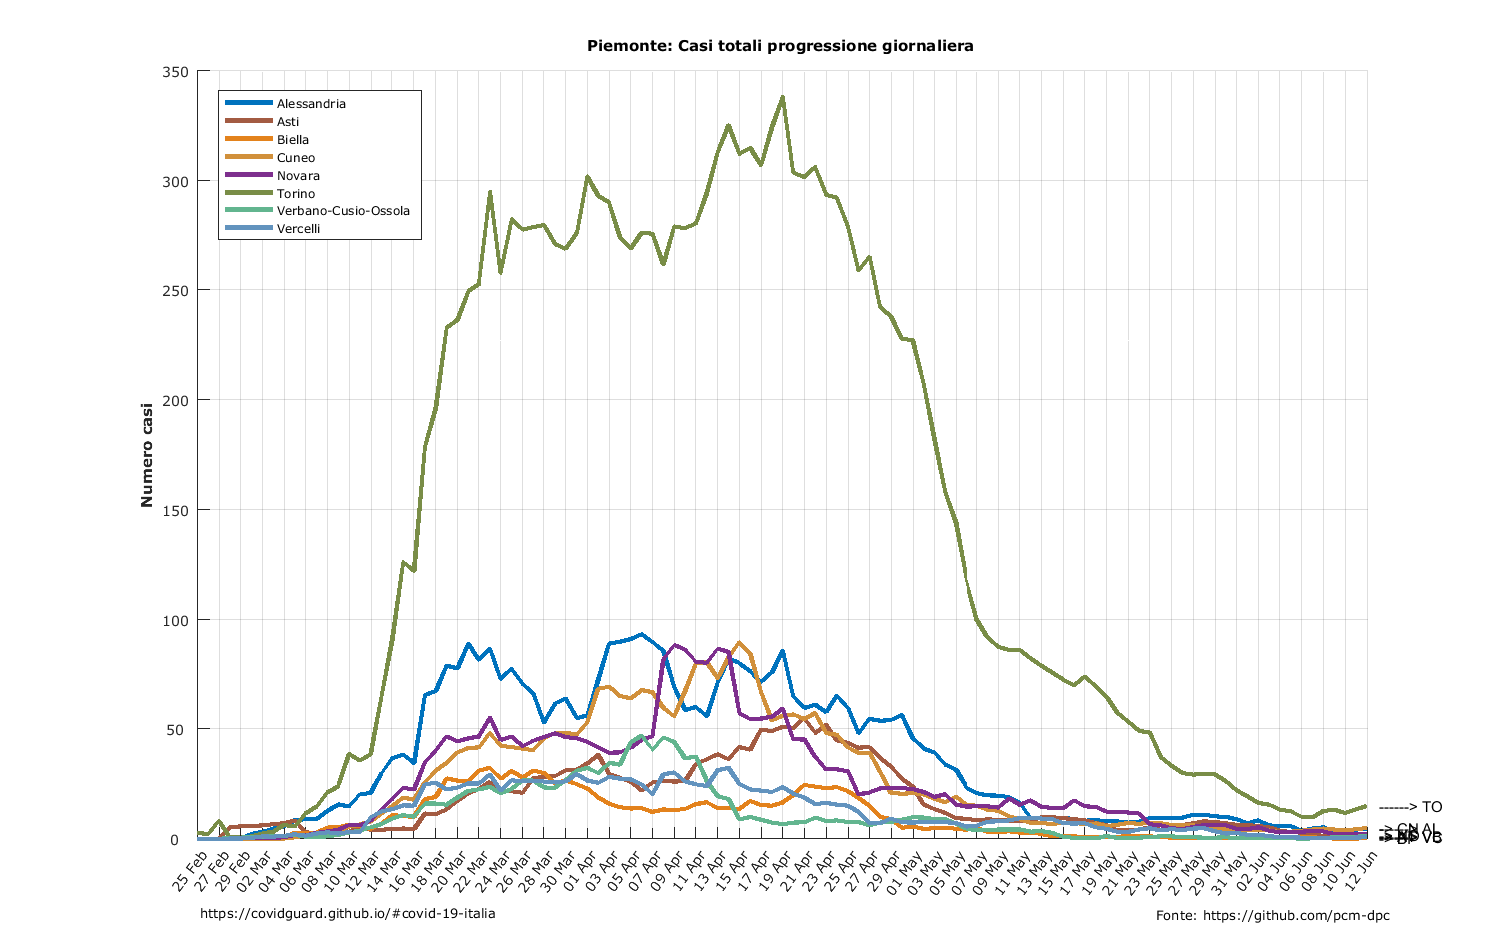 Piemonte: Casi totali progressione giornaliera
Numero casi
350
300
250
200
150
100
50
0
Alessandria
Asti
Biella
Cuneo
Novara
Torino
Verbano-Cusio-Ossola
Vercelli
25 Feb
27 Feb
29 Feb
02 Mar
04 Mar
06 Mar
08 Mar
10 Mar
12 Mar
14 Mar
16 Mar
18 Mar
20 Mar
22 Mar
24 Mar
26 Mar
28 Mar
30 Mar
01 Apr
03 Apr
05 Apr
07 Apr
09 Apr
11 Apr
13 Apr
15 Apr
17 Apr
19 Apr
21 Apr
23 Apr
25 Apr
27 Apr
29 Apr
01 May
03 May
05 May
07 May
09 May
11 May
13 May
15 May
17 May
19 May
21 May
23 May
25 May
27 May
29 May
31 May
02 Jun
04 Jun
06 Jun
08 Jun
10 Jun
12 Jun
------> TO
https://covidguard.github.io/#covid-19-italia
Fonte: https://github.com/pcm-dpc